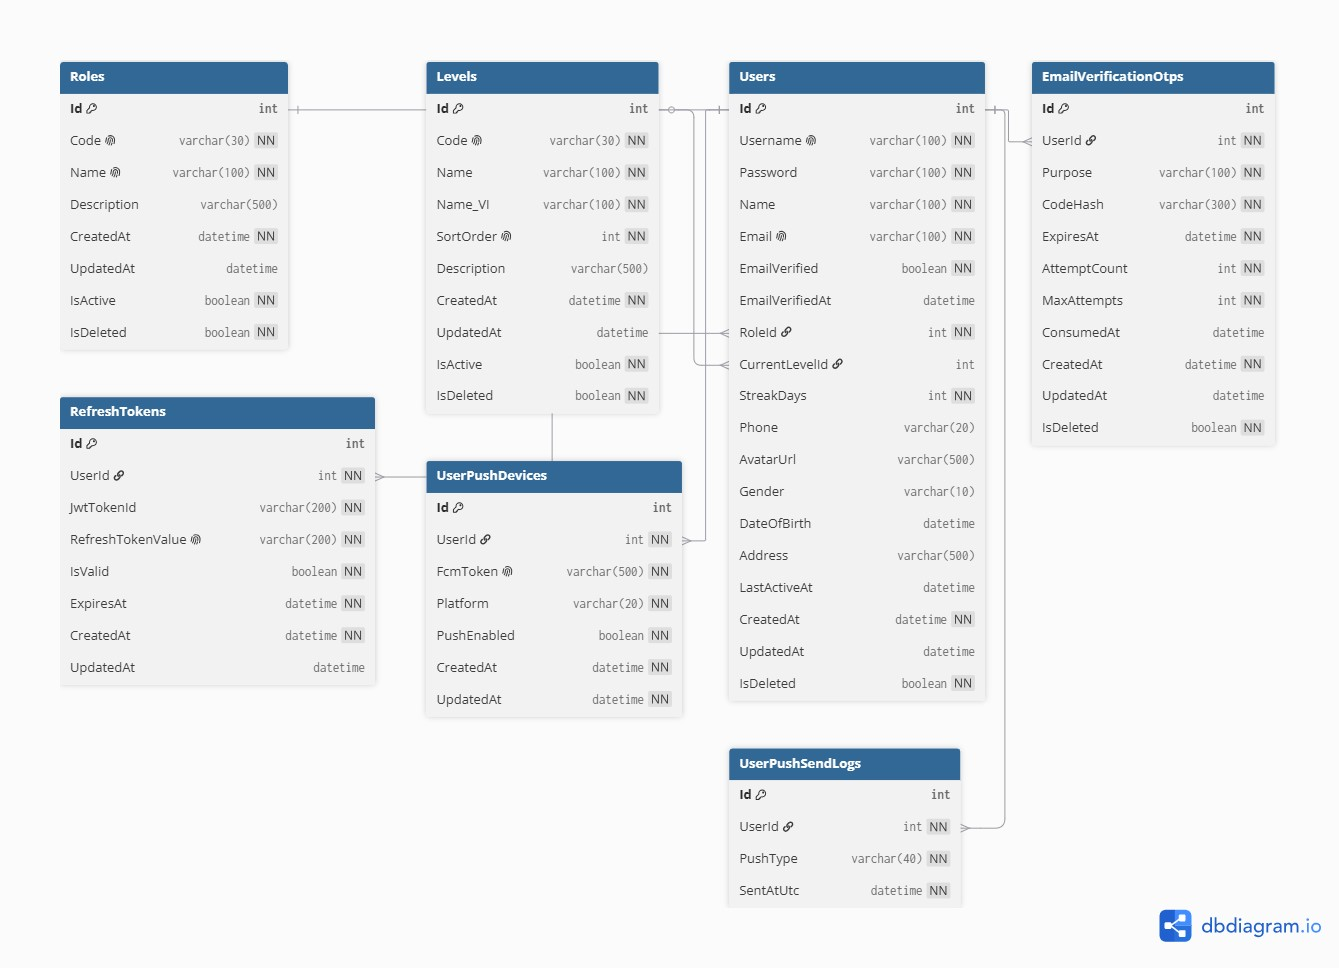 Roles
Id int
Code varchar(30) NN
Name varchar(100) NN
Description varchar(500)
CreatedAt datetime NN
UpdatedAt datetime
IsActive boolean NN
IsDeleted boolean NN
Levels
Id int
Code varchar(30) NN
Name varchar(100) NN
Name_VI varchar(100) NN
SortOrder int NN
Description varchar(500)
CreatedAt datetime NN
UpdatedAt datetime
IsActive boolean NN
IsDeleted boolean NN
Users
Id int
Username varchar(100) NN
Password varchar(100) NN
Name varchar(100) NN
Email varchar(100) NN
EmailVerified boolean NN
EmailVerifiedAt datetime
RoleId int NN
CurrentLevelId int
StreakDays int NN
Phone varchar(20)
AvatarUrl varchar(500)
Gender varchar(10)
DateOfBirth datetime
Address varchar(500)
LastActiveAt datetime
CreatedAt datetime NN
UpdatedAt datetime
IsDeleted boolean NN
EmailVerificationOtps
Id int
UserId int NN
Purpose varchar(100) NN
CodeHash varchar(300) NN
ExpiresAt datetime NN
AttemptCount int NN
MaxAttempts int NN
ConsumedAt datetime
CreatedAt datetime NN
UpdatedAt datetime
IsDeleted boolean NN
RefreshTokens
Id int
UserId int NN
JwtTokenId varchar(200) NN
RefreshTokenValue varchar(200) NN
IsValid boolean NN
ExpiresAt datetime NN
CreatedAt datetime NN
UpdatedAt datetime
UserPushDevices
Id int
UserId int NN
FcmToken varchar(500) NN
Platform varchar(20) NN
PushEnabled boolean NN
CreatedAt datetime NN
UpdatedAt datetime NN
UserPushSendLogs
Id int
UserId int NN
PushType varchar(40) NN
SentAtUtc datetime NN
dbdiagram.io